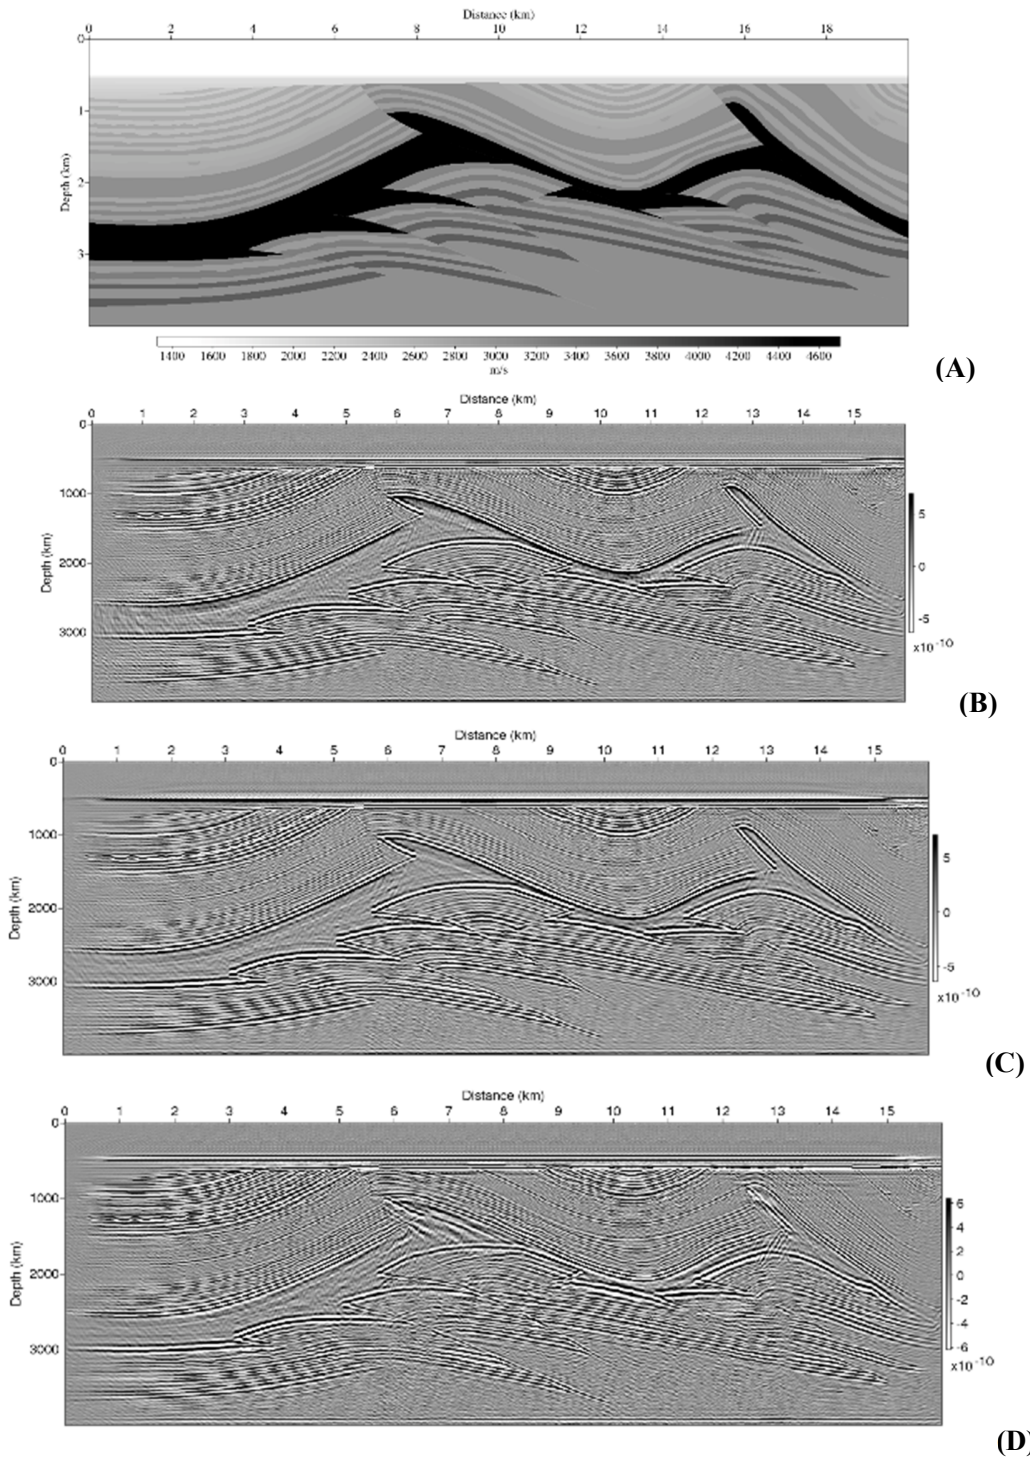 Distance (km)
0 2 4 6 8 10 12 14 16 18
0
1
2
3
Depth (km)
1400 1600 1800 2000 2200 2400 2600 2800 3000 3200 3400 3600 3800 4000 4200 4400 4600
m/s
(A)
Distance (km)
0 1 2 3 4 5 6 7 8 9 10 11 12 13 14 15
0
1000
2000
3000
Depth (km)
5
0
-5
x10 -10
(B)
Distance (km)
0 1 2 3 4 5 6 7 8 9 10 11 12 13 14 15
0
1000
2000
3000
Depth (km)
5
0
-5
x10 -10
(C)
Distance (km)
0 1 2 3 4 5 6 7 8 9 10 11 12 13 14 15
0
1000
2000
3000
Depth (km)
6
4
2
0
-2
-4
-6
x10 -10
(D)